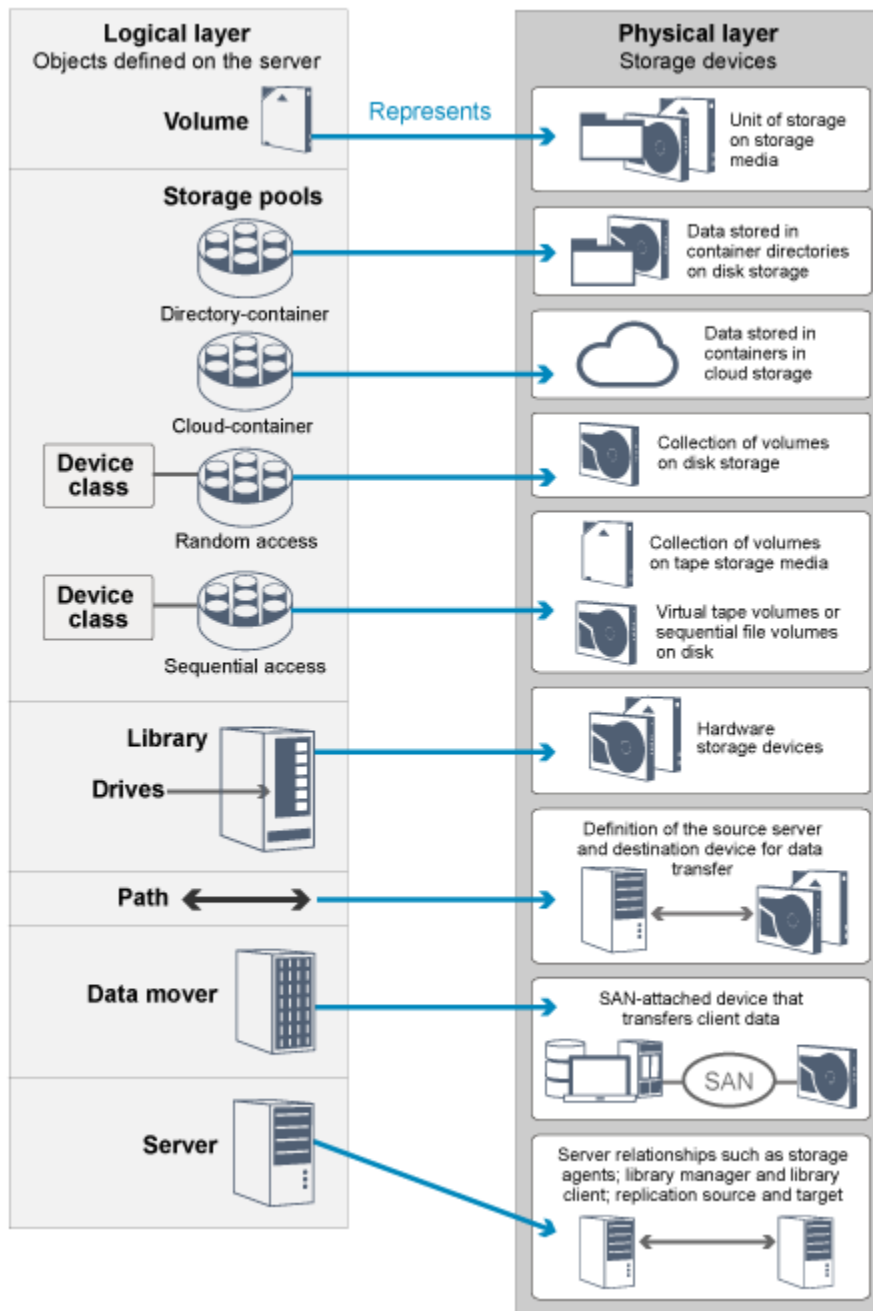 Logical layer
Objects defined on the server
Volume
Storage pools
Directory-container
Cloud-container
Device
class
Random access
Device
class
Sequential access
Library
Drives
Path
Data mover
Server
Represents
Physical layer
Storage devices
Unit of storage
on storage
media
Data stored in
container directories
on disk storage
Data stored in
containers in
cloud storage
Collection of volumes
on disk storage
Collection of volumes
on tape storage media
Virtual tape volumes or
sequential file volumes
on disk
Hardware
storage devices
Definition of the source server
and destination device for data
transfer
SAN-attached device that
transfers client data
SAN
Server relationships such as storage
agents; library manager and library
client; replication source and target